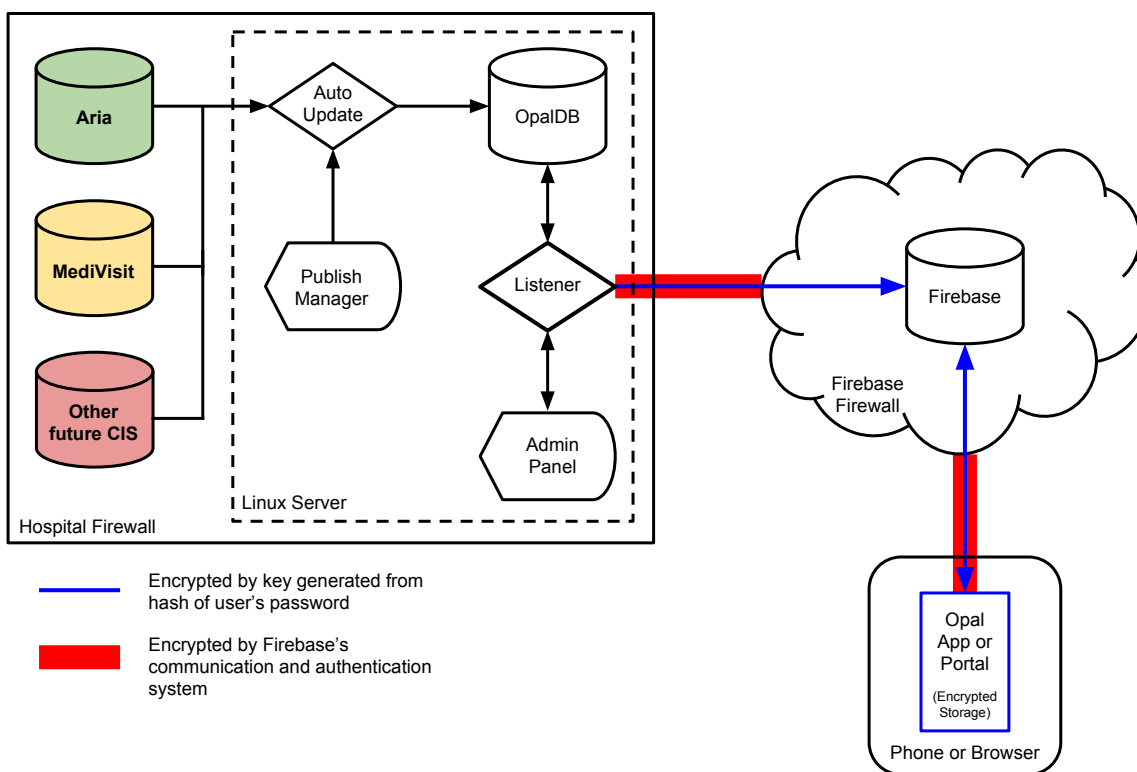 Aria
Auto
Update
OpalDB
MediVisit
Publish
Manager
Listener
Firebase
Firebase
Firewall
Other
future CIS
Admin
Panel
Linux Server
Hospital Firewall
Encrypted by key generated from
hash of user's password
Encrypted by Firebase's
communication and authentication
system
Opal
App or
Portal
(Encrypted
Storage)
Phone or Browser